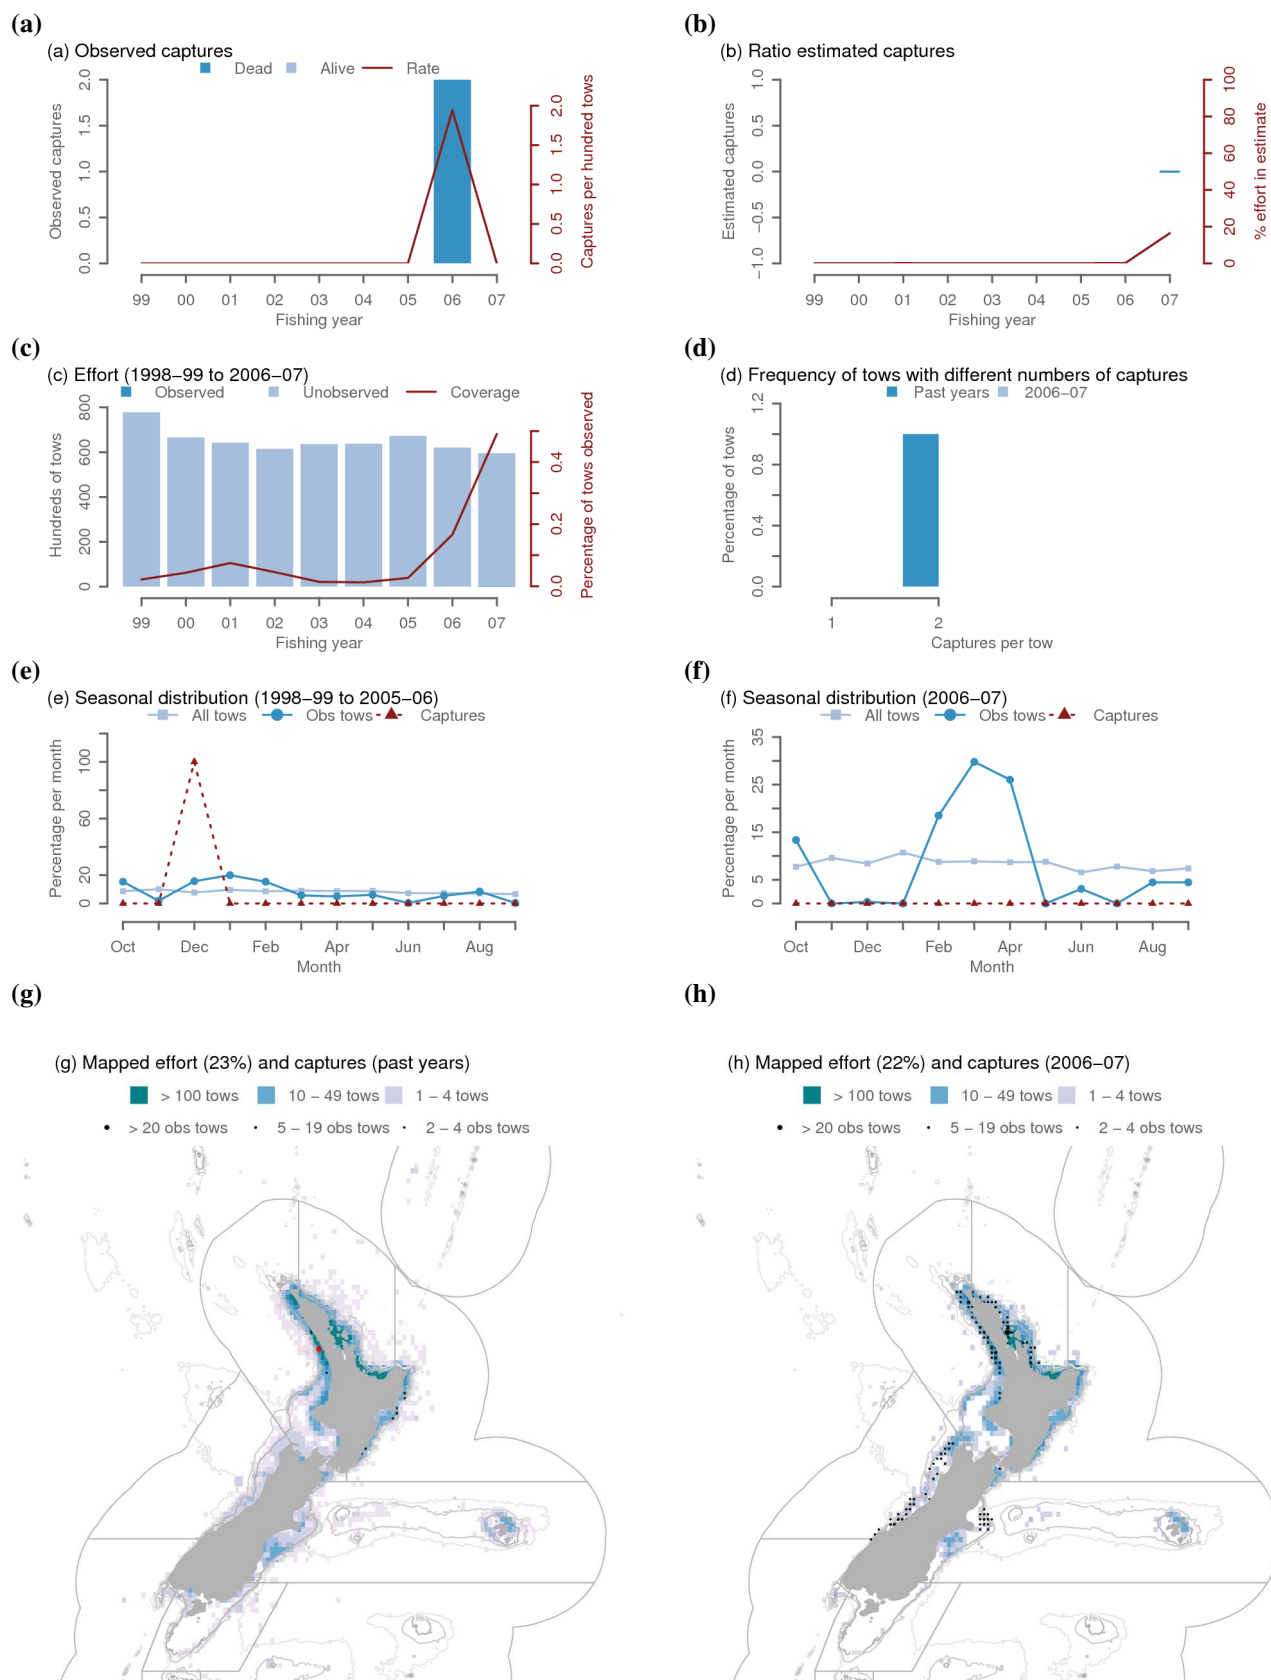 (a)
(a) Observed captures
Dead Alive Rate
Observed captures
0.0 0.5 1.0 1.5 2.0
Captures per hundred tows
0.0 0.5 1.0 1.5 2.0
99 00 01 02 03 04 05 06 07
Fishing year
(b)
(b) Ratio estimated captures
Estimated captures
−1.0 −0.5 0.0 0.5 1.0
% effort in estimate
0 20 40 60 80 100
99 00 01 02 03 04 05 06 07
Fishing year
(c)
(c) Effort (1998−99 to 2006−07)
Observed Unobserved Coverage
Hundreds of tows
0 200 400 600 800
Percentage of tows observed
0.0 0.2 0.4
99 00 01 02 03 04 05 06 07
Fishing year
(d)
(d) Frequency of tows with different numbers of captures
Past years 2006−07
Percentage of tows
0.0 0.4 0.8 1.2
1 2
Captures per tow
(e)
(e) Seasonal distribution (1998−99 to 2005−06)
All tows Obs tows Captures
Percentage per month
0 20 60 100
Oct Dec Feb Apr Jun Aug
Month
(f)
(f) Seasonal distribution (2006−07)
All tows Obs tows Captures
Percentage per month
0 5 15 25 35
Oct Dec Feb Apr Jun Aug
Month
(g)
(g) Mapped effort (23%) and captures (past years)
> 100 tows 10 − 49 tows 1 − 4 tows
> 20 obs tows 5 − 19 obs tows 2 − 4 obs tows
(h)
(h) Mapped effort (22%) and captures (2006−07)
> 100 tows 10 − 49 tows 1 − 4 tows
> 20 obs tows 5 − 19 obs tows 2 − 4 obs tows